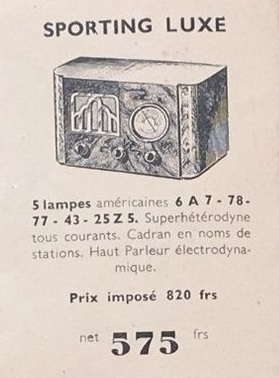 SPORTING LUXE
5 lampes américaines 6 A 7 - 78-
77 - 43 - 25 Z 5. Superhétérodyne
tous courants. Cadran en noms de
stations. Haut Parleur électrodyna-
mique.
Prix imposé 820 frs
net 575 frs